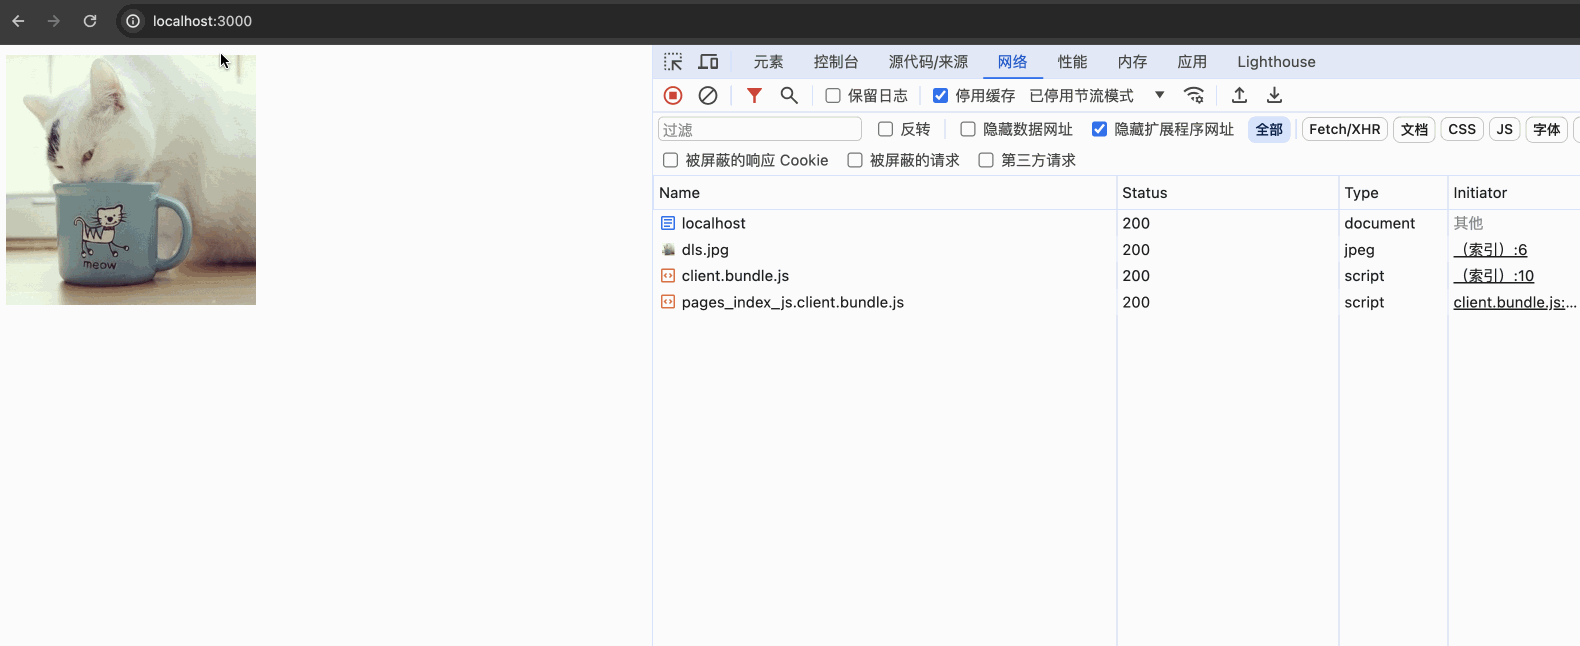 localhost:3000
元素 控制台 源代码/来源 网络 性能 内存 应用 Lighthouse
保留日志 停用缓存 已停用节流模式
过滤 反转 隐藏数据网址 隐藏扩展程序网址 全部 Fetch/XHR 文档 CSS JS 字体
被屏蔽的响应 Cookie 被屏蔽的请求 第三方请求
Name Status Type Initiator
localhost 200 document 其他
dls.jpg 200 jpeg （索引）:6
client.bundle.js 200 script （索引）:10
pages_index_js.client.bundle.js 200 script client.bundle.js:...
meow